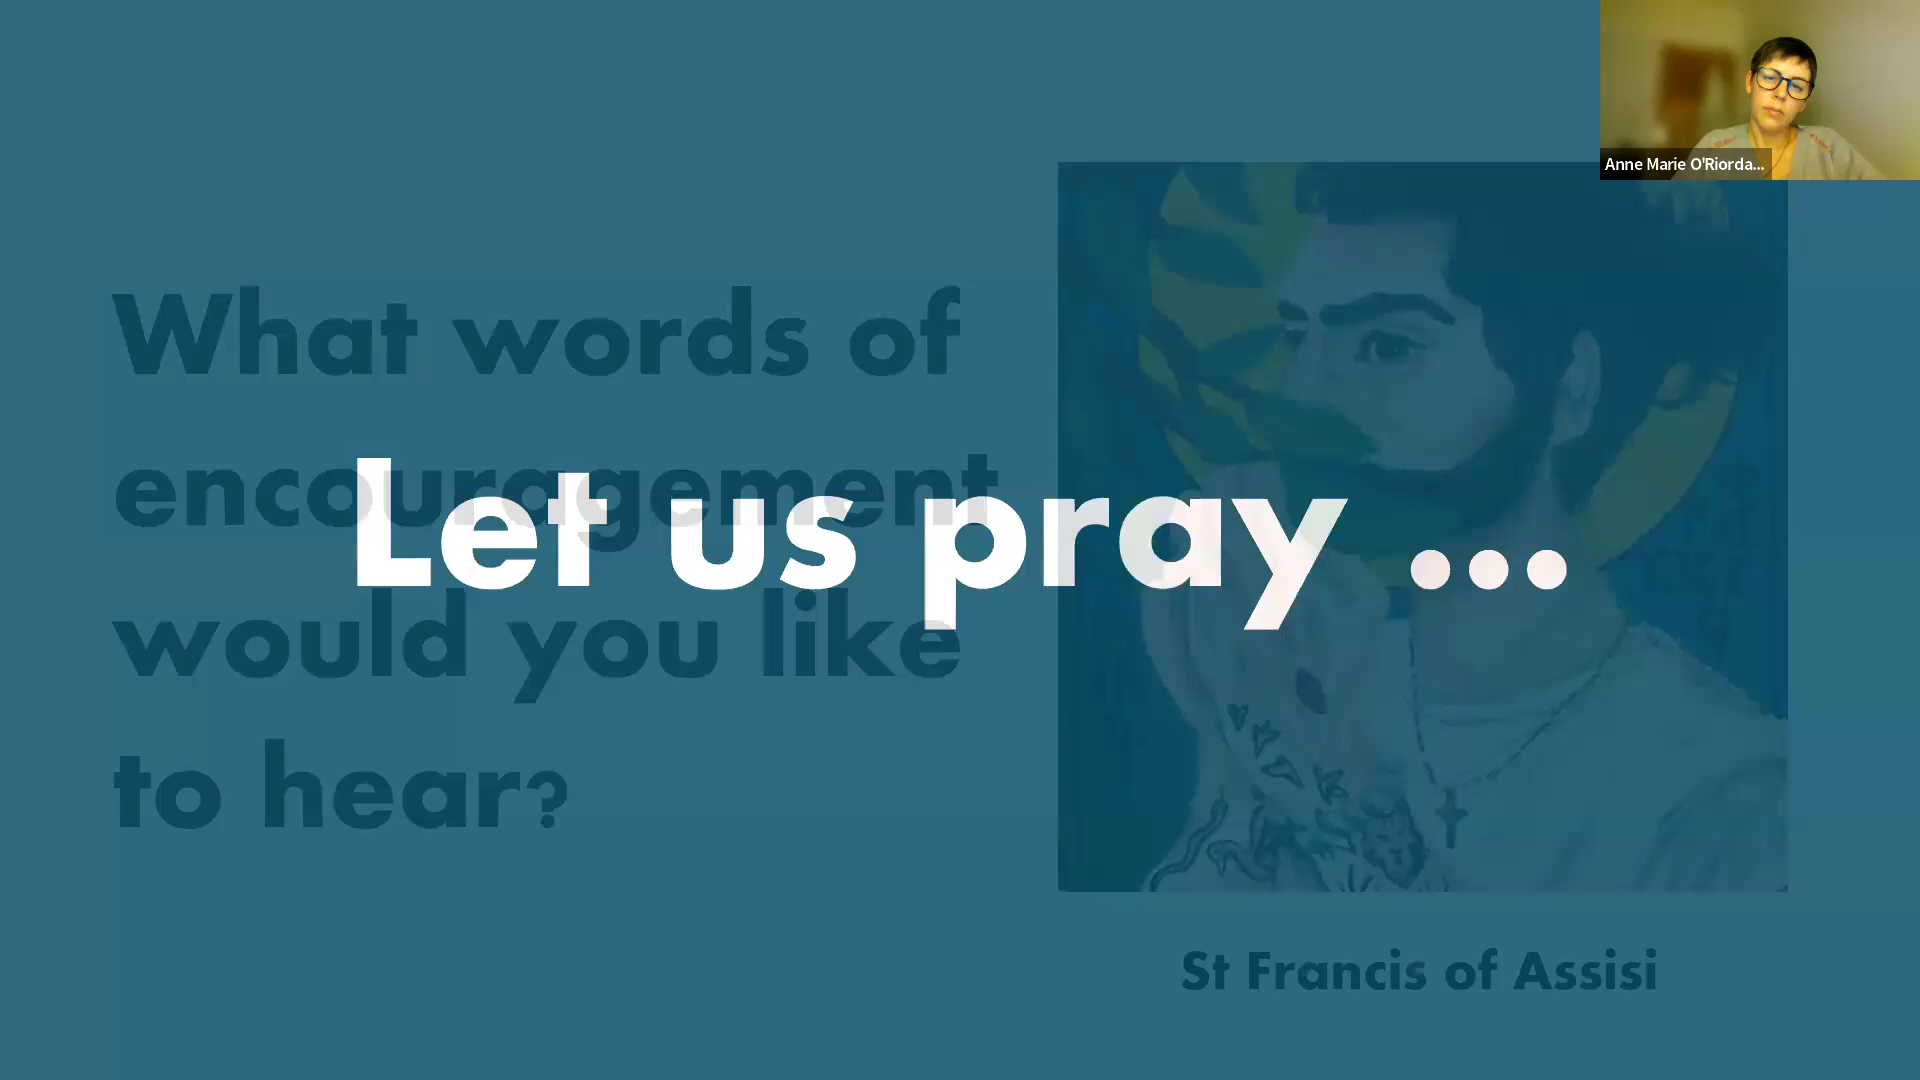 Anne Marie O'Riorda...
What words of
encouragement
would you like
to hear?
Let us pray ...
St Francis of Assisi